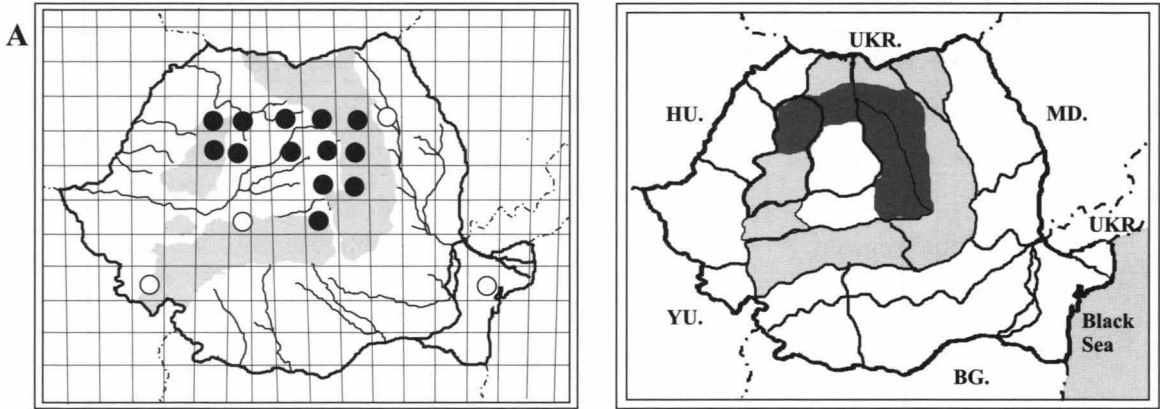 A
UKR.
HU.
MD.
UKR.
YU.
Black
Sea
BG.